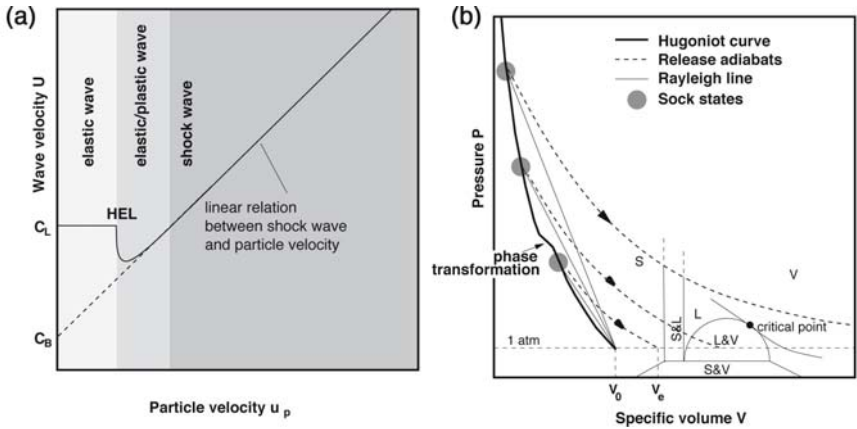 (a)
Wave velocity U
elastic wave
elastic/plastic wave
shock wave
HEL
C_L
C_B
linear relation
between shock wave
and particle velocity
Particle velocity u_p
(b)
Pressure P
Hugoniot curve
Release adiabats
Rayleigh line
Sock states
phase
transformation
S
V
S&L
L
critical point
L&V
1 atm
S&V
V_0
V_e
Specific volume V